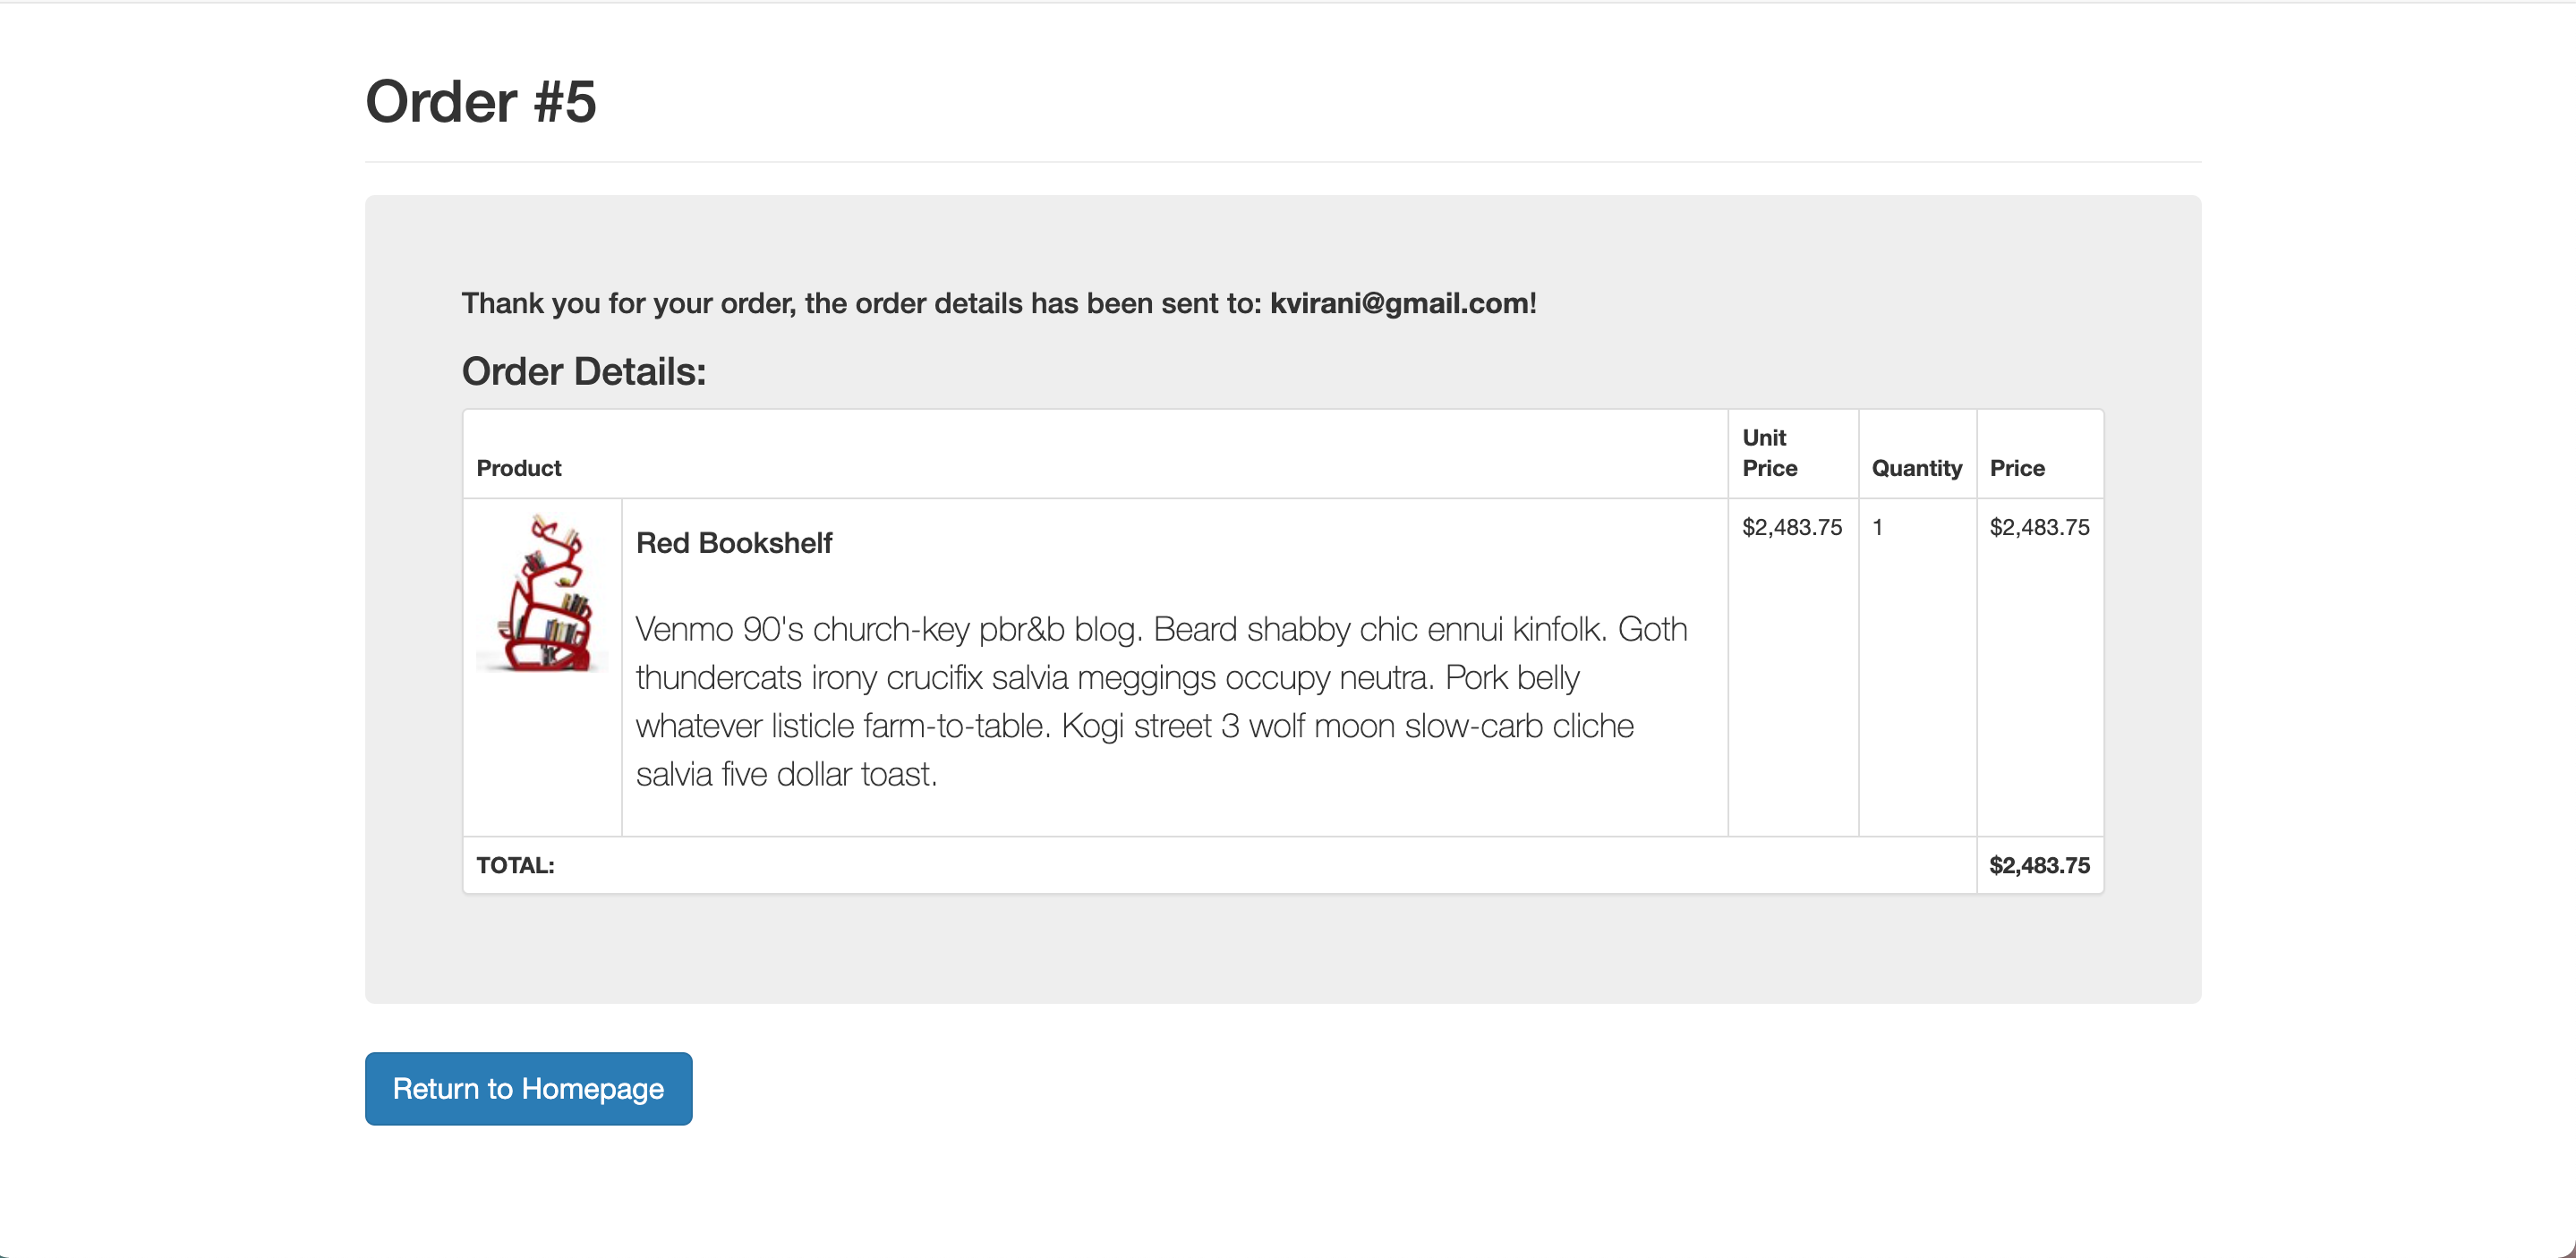 Order #5
Thank you for your order, the order details has been sent to: kvirani@gmail.com!
Order Details:
Product
Unit
Price
Quantity
Price
Red Bookshelf
$2,483.75
1
$2,483.75
Venmo 90's church-key pbr&b blog. Beard shabby chic ennui kinfolk. Goth
thundercats irony crucifix salvia meggings occupy neutra. Pork belly
whatever listicle farm-to-table. Kogi street 3 wolf moon slow-carb cliche
salvia five dollar toast.
TOTAL:
$2,483.75
Return to Homepage